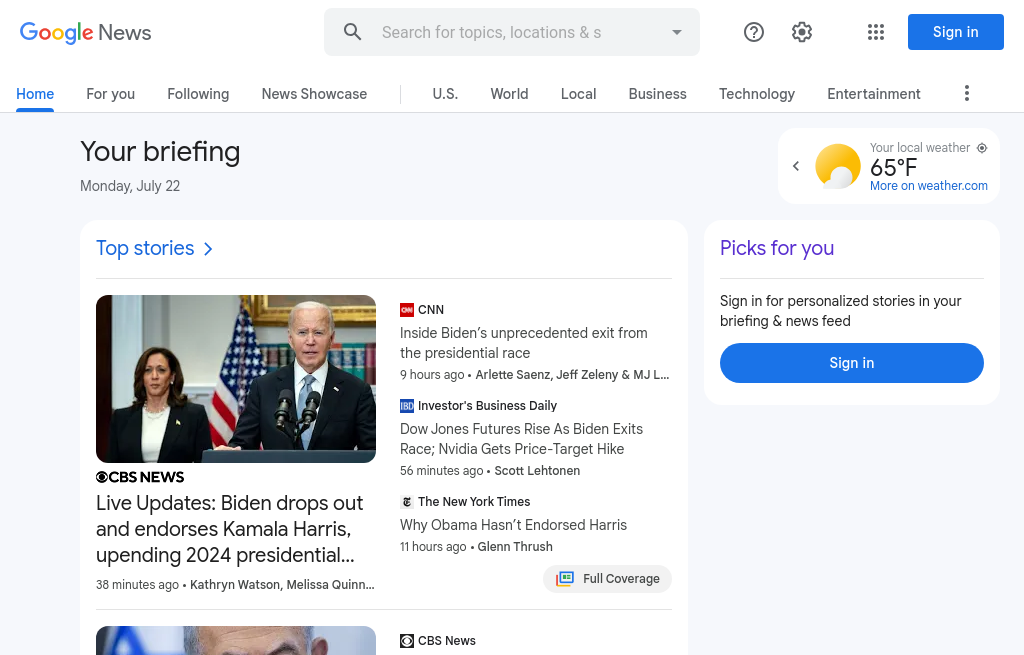 Google News
Search for topics, locations & s
Sign in
Home
For you
Following
News Showcase
U.S.
World
Local
Business
Technology
Entertainment
Your briefing
Monday, July 22
Your local weather
65°F
More on weather.com
Top stories
CBS NEWS
Live Updates: Biden drops out
and endorses Kamala Harris,
upending 2024 presidential...
38 minutes ago • Kathryn Watson, Melissa Quinn...
CNN
CNN
Inside Biden’s unprecedented exit from
the presidential race
9 hours ago • Arlette Saenz, Jeff Zeleny & MJ L...
IBD
Investor's Business Daily
Dow Jones Futures Rise As Biden Exits
Race; Nvidia Gets Price-Target Hike
56 minutes ago • Scott Lehtonen
The New York Times
Why Obama Hasn’t Endorsed Harris
11 hours ago • Glenn Thrush
Full Coverage
CBS News
Picks for you
Sign in for personalized stories in your
briefing & news feed
Sign in